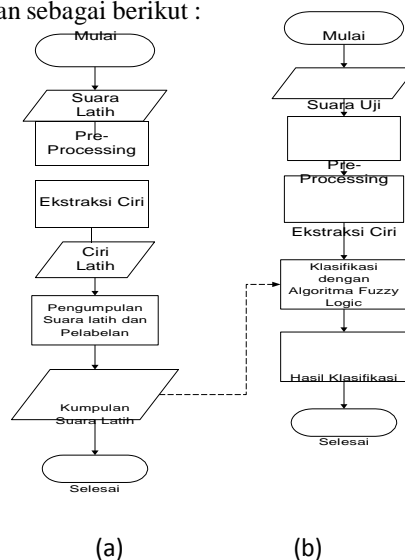 an sebagai berikut :
Mulai
Suara
Latih
Pre-
Processing
Ekstraksi Ciri
Ciri
Latih
Pengumpulan
Suara latih dan
Pelabelan
Kumpulan
Suara Latih
Selesai
(a)
Mulai
Suara Uji
Pre-
Processing
Ekstraksi Ciri
Klasifikasi
dengan
Algoritma Fuzzy
Logic
Hasil Klasifikasi
Selesai
(b)